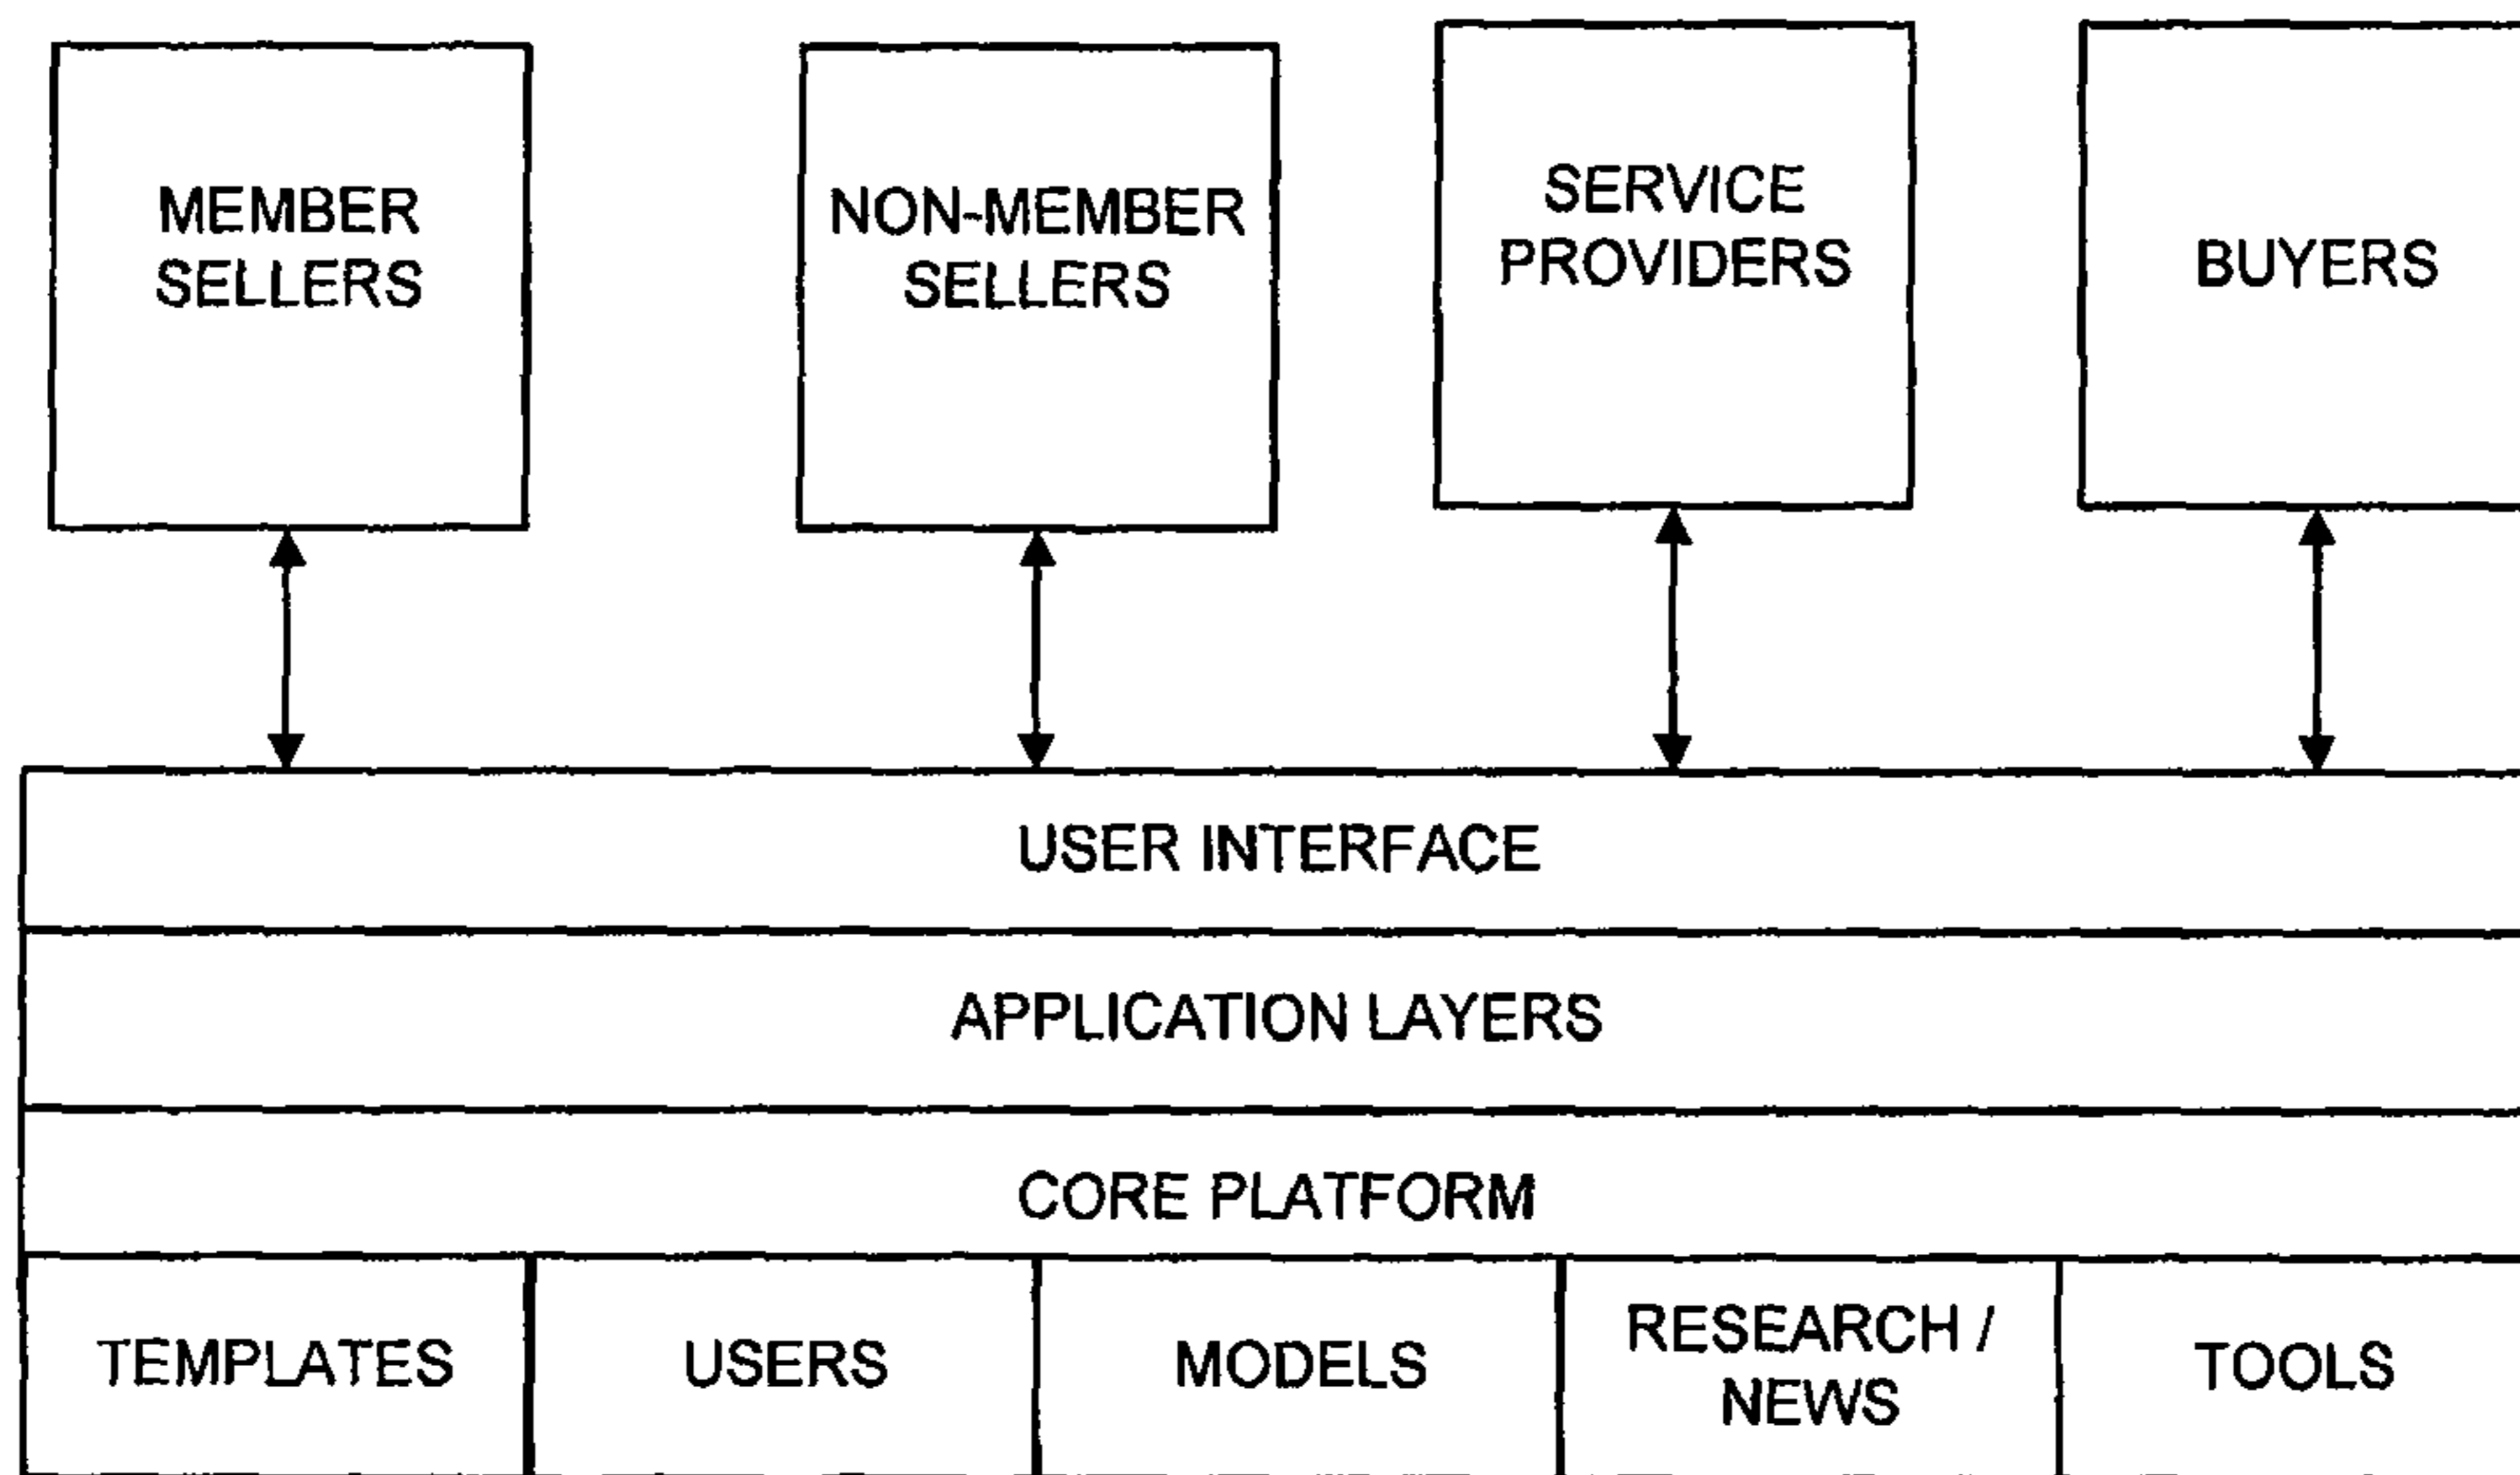 MEMBER
SELLERS
NON-MEMBER
SELLERS
SERVICE
PROVIDERS
BUYERS
USER INTERFACE
APPLICATION LAYERS
CORE PLATFORM
TEMPLATES
USERS
MODELS
RESEARCH /
NEWS
TOOLS